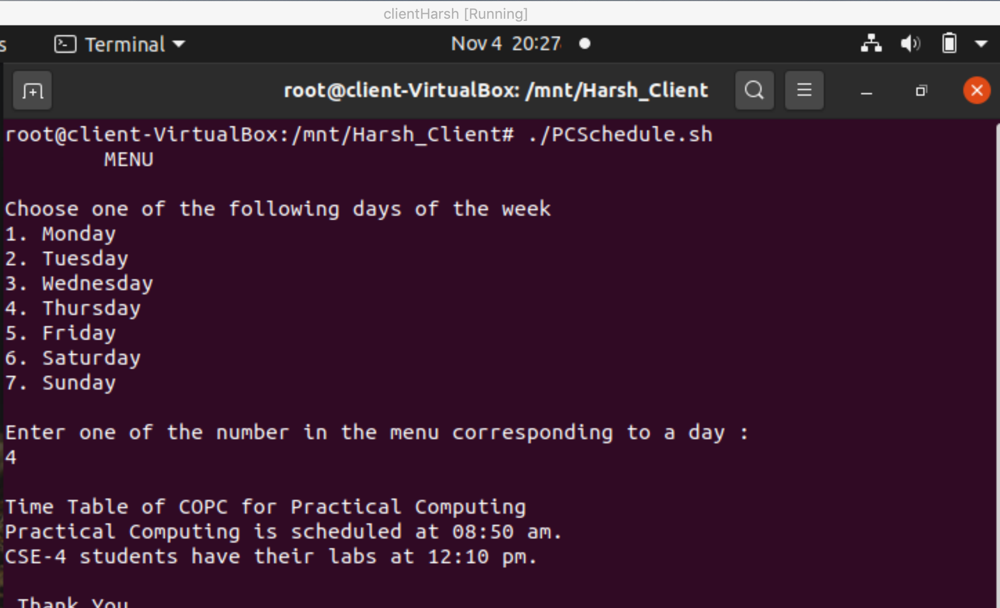 clientHarsh [Running]
Terminal
Nov 4 20:27
root@client-VirtualBox: /mnt/Harsh_Client
root@client-VirtualBox:/mnt/Harsh_Client# ./PCSchedule.sh
MENU
Choose one of the following days of the week
1. Monday
2. Tuesday
3. Wednesday
4. Thursday
5. Friday
6. Saturday
7. Sunday
Enter one of the number in the menu corresponding to a day :
4
Time Table of COPC for Practical Computing
Practical Computing is scheduled at 08:50 am.
CSE-4 students have their labs at 12:10 pm.
Thank You